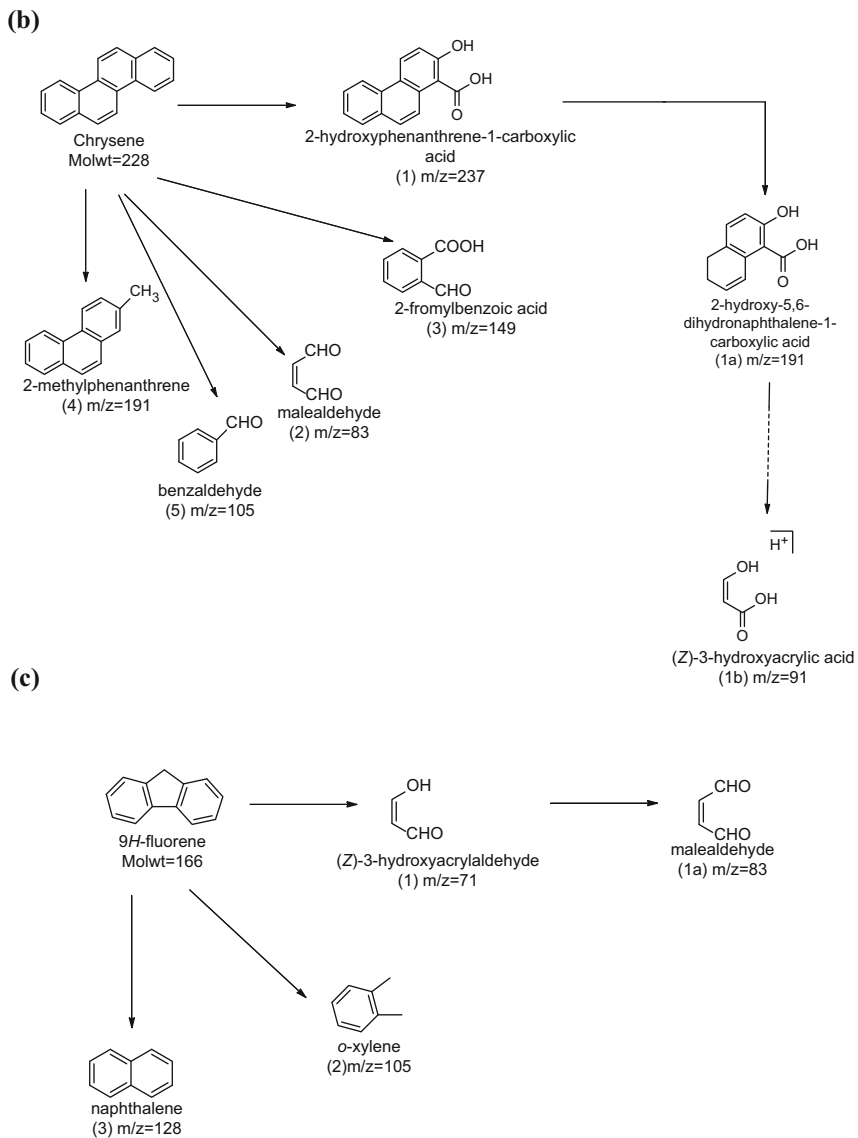 (b)
OH
OH
O
Chrysene
Molwt=228
2-hydroxyphenanthrene-1-carboxylic
acid
(1) m/z=237
OH
OH
O
2-hydroxy-5,6-
dihydronaphthalene-1-
carboxylic acid
(1a) m/z=191
COOH
CHO
2-fromylbenzoic acid
(3) m/z=149
CH3
2-methylphenanthrene
(4) m/z=191
CHO
CHO
malealdehyde
(2) m/z=83
CHO
benzaldehyde
(5) m/z=105
H+
OH
OH
O
(Z)-3-hydroxyacrylic acid
(1b) m/z=91
(c)
9H-fluorene
Molwt=166
OH
CHO
(Z)-3-hydroxyacrylaldehyde
(1) m/z=71
CHO
CHO
malealdehyde
(1a) m/z=83
o-xylene
(2)m/z=105
naphthalene
(3) m/z=128